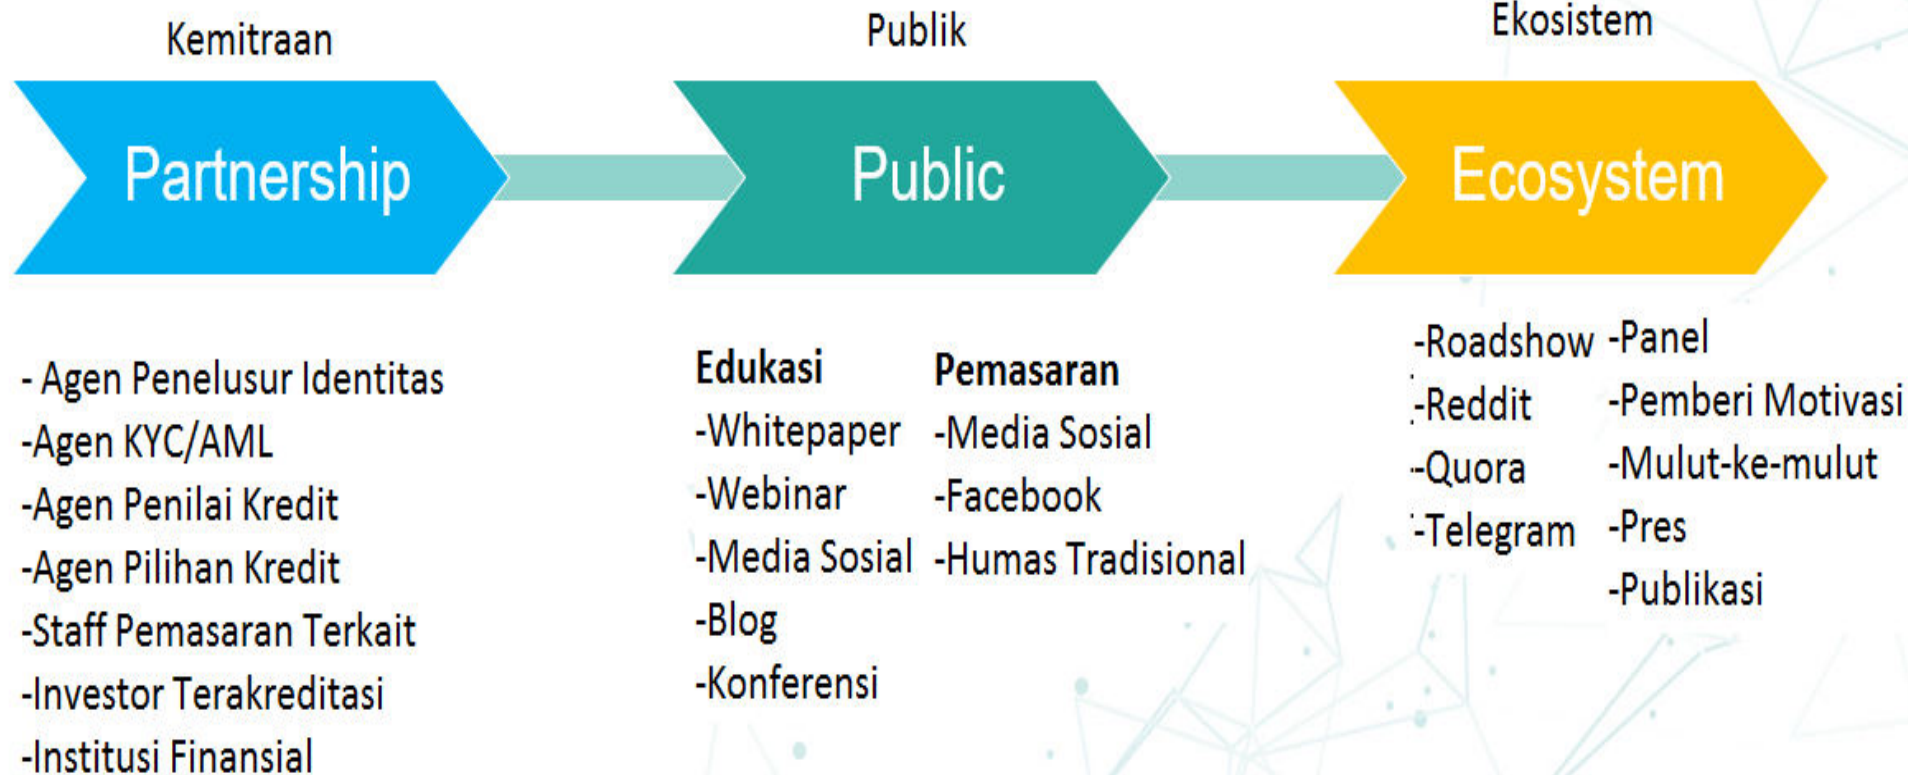 Kemitraan
Publik
Ekosistem
Partnership
Public
Ecosystem
- Agen Penelusur Identitas
-Agen KYC/AML
-Agen Penilai Kredit
-Agen Pilihan Kredit
-Staff Pemasaran Terkait
-Investor Terakreditasi
-Institusi Finansial
Edukasi
-Whitepaper
-Webinar
-Media Sosial
-Blog
-Konferensi
Pemasaran
-Media Sosial
-Facebook
-Humas Tradisional
-Roadshow
-Reddit
-Quora
-Telegram
-Panel
-Pemberi Motivasi
-Mulut-ke-mulut
-Pres
-Publikasi